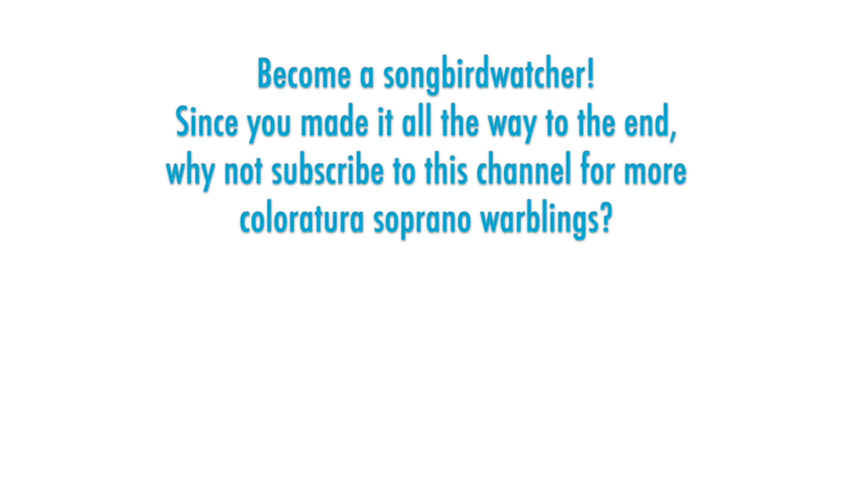 Become a songbirdwatcher!
Since you made it all the way to the end,
why not subscribe to this channel for more
coloratura soprano warblings?